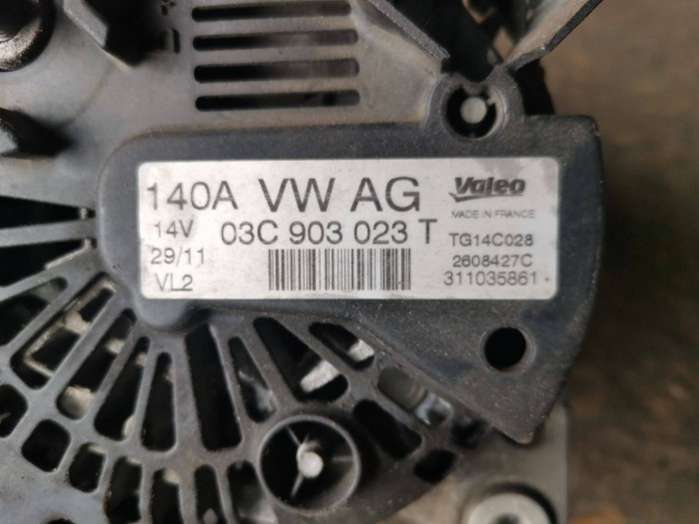 140A VW AG Valeo
MADE IN FRANCE
14V 03C 903 023 T TG14C028
29/11 2608427C
VL2 311035861